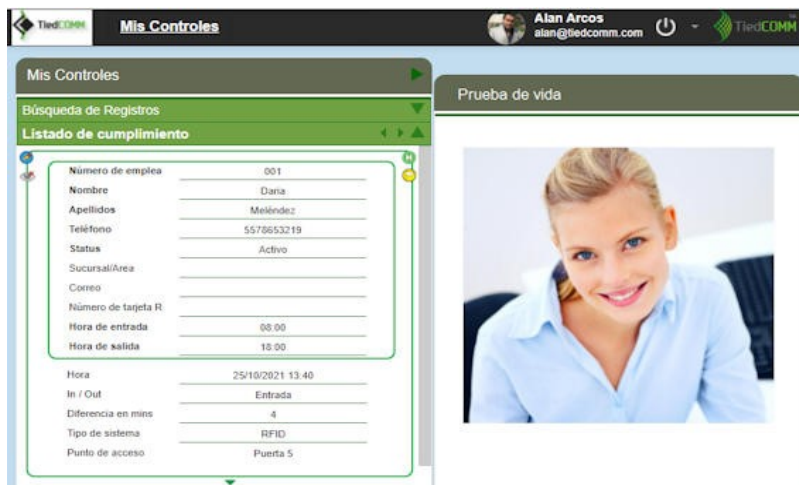 TiedCOMM
Mis Controles
Alan Arcos
alan@tiedcomm.com
TiedCOMM
Mis Controles
Búsqueda de Registros
Listado de cumplimiento
Número de emplea 001
Nombre Daria
Apellidos Meléndez
Teléfono 5578653219
Status Activo
Sucursal/Area
Correo
Número de tarjeta R
Hora de entrada 08:00
Hora de salida 18:00
Hora 25/10/2021 13:40
In / Out Entrada
Diferencia en mins 4
Tipo de sistema RFID
Punto de acceso Puerta 5
Prueba de vida